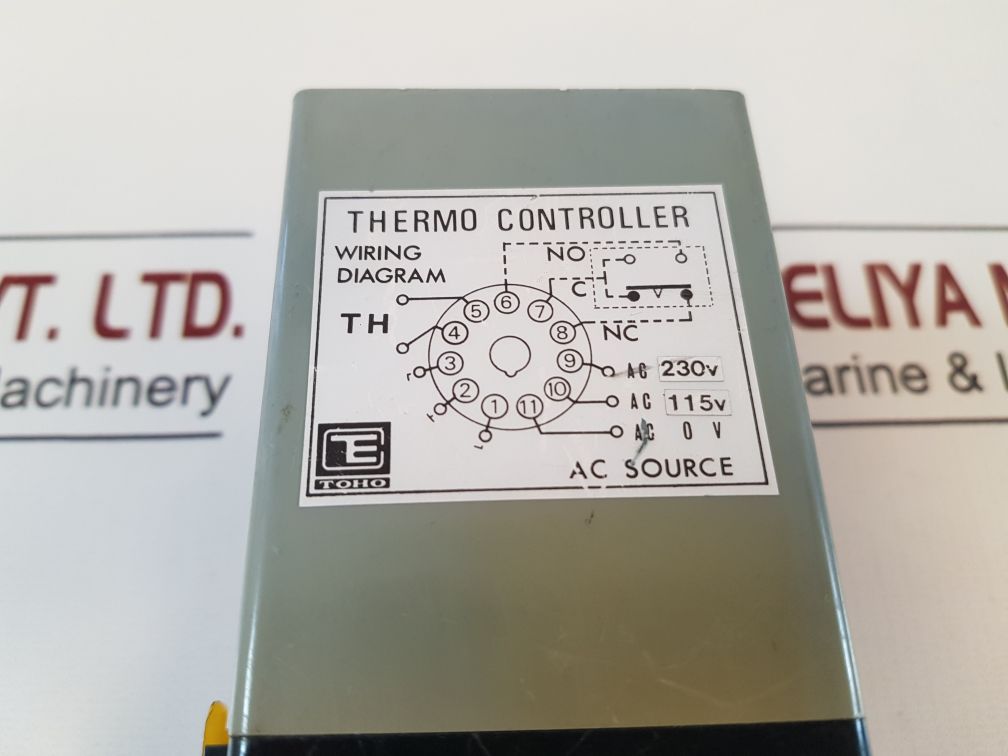 THERMO CONTROLLER
WIRING
DIAGRAM
NO
C
NC
TH
5 6 7
4 8
3 9
2 10
1 11
AC 230v
AC 115v
AC 0 V
AC SOURCE
TOHO
VT. LTD.
achinery
ELIYA
arine &